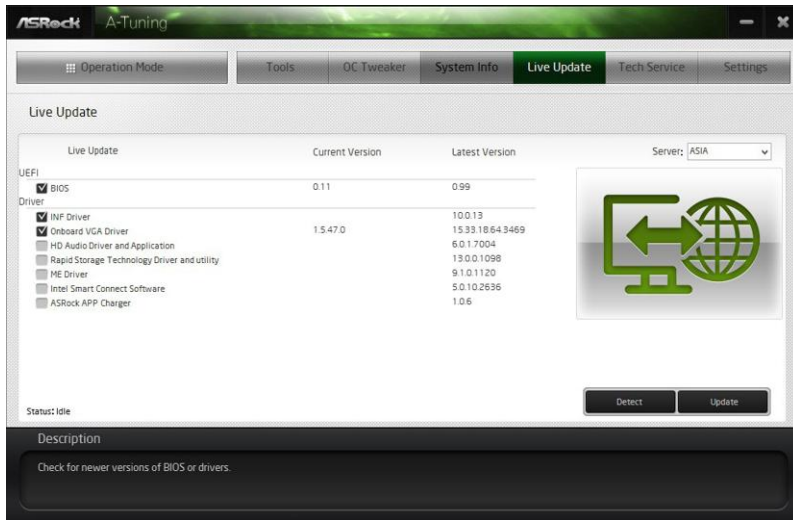 ASRock A-Tuning
Operation Mode Tools OC Tweaker System Info Live Update Tech Service Settings
Live Update
Live Update Current Version Latest Version Server: ASIA
UEFI
BIOS 0.11 0.99
Driver
INF Driver 10.0.13
Onboard VGA Driver 1.5.47.0 15.33.18.64.3469
HD Audio Driver and Application 6.0.1.7004
Rapid Storage Technology Driver and utility 13.0.0.1098
ME Driver 9.1.0.1120
Intel Smart Connect Software 5.0.10.2636
ASRock APP Charger 1.0.6
Detect Update
Status: Idle
Description
Check for newer versions of BIOS or drivers.